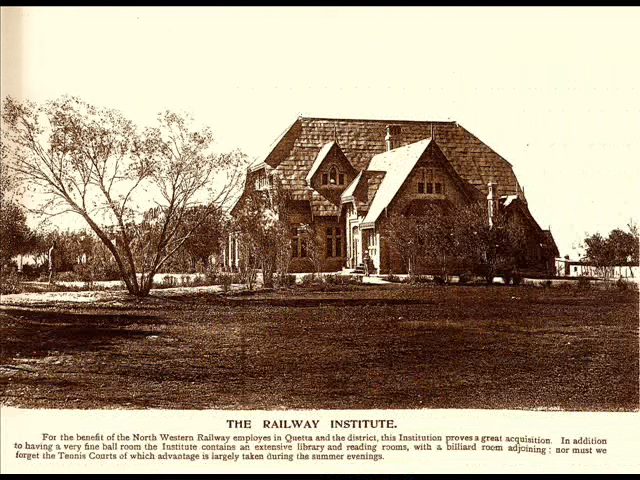 THE RAILWAY INSTITUTE.
For the benefit of the North Western Railway employes in Quetta and the district, this Institution proves a great acquisition. In addition
to having a very fine ball room the Institute contains an extensive library and reading rooms, with a billiard room adjoining; nor must we
forget the Tennis Courts of which advantage is largely taken during the summer evenings.